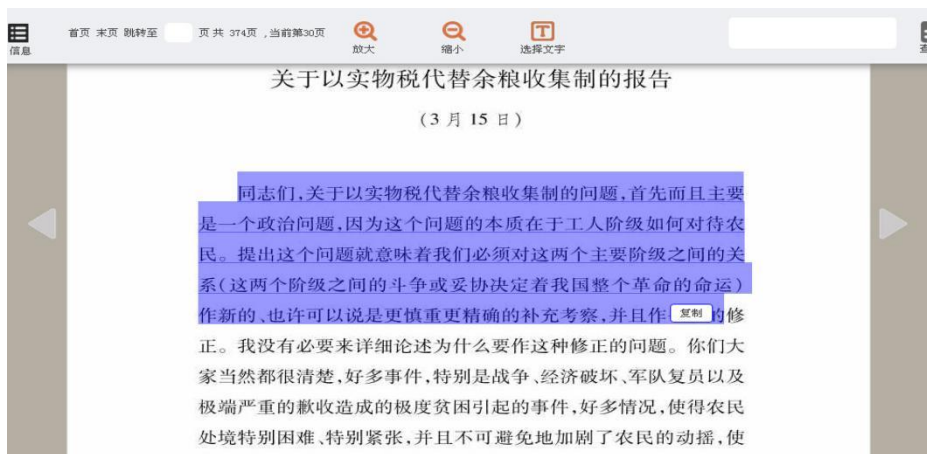 信息
首页 末页 跳转至 页 共 374页 ,当前第30页
放大
缩小
选择文字
关于以实物税代替余粮收集制的报告
(3月15日)
同志们,关于以实物税代替余粮收集制的问题,首先而且主要
是一个政治问题,因为这个问题的本质在于工人阶级如何对待农
民。提出这个问题就意味着我们必须对这两个主要阶级之间的关
系(这两个阶级之间的斗争或妥协决定着我国整个革命的命运)
作新的、也许可以说是更慎重更精确的补充考察,并且作 复制 的修
正。我没有必要来详细论述为什么要作这种修正的问题。你们大
家当然都很清楚,好多事件,特别是战争、经济破坏、军队复员以及
极端严重的歉收造成的极度贫困引起的事件,好多情况,使得农民
处境特别困难、特别紧张,并且不可避免地加剧了农民的动摇,使